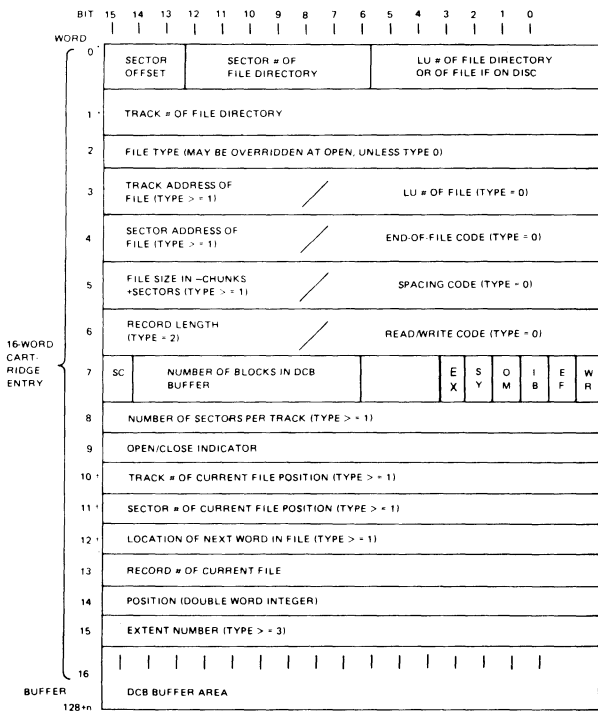 BIT 15 14 13 12 11 10 9 8 7 6 5 4 3 2 1 0
WORD
0 SECTOR OFFSET SECTOR # OF FILE DIRECTORY LU # OF FILE DIRECTORY OR OF FILE IF ON DISC
1 TRACK # OF FILE DIRECTORY
2 FILE TYPE (MAY BE OVERRIDDEN AT OPEN, UNLESS TYPE 0)
3 TRACK ADDRESS OF FILE (TYPE > = 1) / LU # OF FILE (TYPE = 0)
4 SECTOR ADDRESS OF FILE (TYPE > = 1) / END-OF-FILE CODE (TYPE = 0)
5 FILE SIZE IN -CHUNKS +SECTORS (TYPE > = 1) / SPACING CODE (TYPE = 0)
6 RECORD LENGTH (TYPE = 2) / READ/WRITE CODE (TYPE = 0)
16-WORD CART-RIDGE ENTRY
7 SC NUMBER OF BLOCKS IN DCB BUFFER EX SY OM IB EF WR
8 NUMBER OF SECTORS PER TRACK (TYPE > = 1)
9 OPEN/CLOSE INDICATOR
10 TRACK # OF CURRENT FILE POSITION (TYPE > = 1)
11 SECTOR # OF CURRENT FILE POSITION (TYPE > = 1)
12 LOCATION OF NEXT WORD IN FILE (TYPE > = 1)
13 RECORD # OF CURRENT FILE
14 POSITION (DOUBLE WORD INTEGER)
15 EXTENT NUMBER (TYPE > = 3)
16
BUFFER DCB BUFFER AREA
128+n